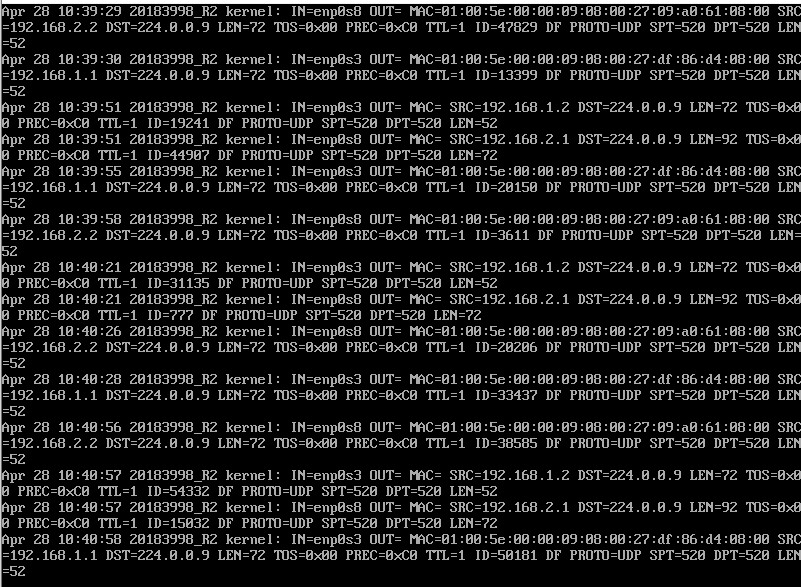 Apr 28 10:39:29 20183998_R2 kernel: IN=enp0s8 OUT= MAC=01:00:5e:00:00:09:08:00:27:09:a0:61:08:00 SRC
=192.168.2.2 DST=224.0.0.9 LEN=72 TOS=0x00 PREC=0xC0 TTL=1 ID=47829 DF PROTO=UDP SPT=520 DPT=520 LEN
=52
Apr 28 10:39:30 20183998_R2 kernel: IN=enp0s3 OUT= MAC=01:00:5e:00:00:09:08:00:27:df:86:d4:08:00 SRC
=192.168.1.1 DST=224.0.0.9 LEN=72 TOS=0x00 PREC=0xC0 TTL=1 ID=13399 DF PROTO=UDP SPT=520 DPT=520 LEN
=52
Apr 28 10:39:51 20183998_R2 kernel: IN=enp0s3 OUT= MAC= SRC=192.168.1.2 DST=224.0.0.9 LEN=72 TOS=0x0
0 PREC=0xC0 TTL=1 ID=19241 DF PROTO=UDP SPT=520 DPT=520 LEN=52
Apr 28 10:39:51 20183998_R2 kernel: IN=enp0s8 OUT= MAC= SRC=192.168.2.1 DST=224.0.0.9 LEN=92 TOS=0x0
0 PREC=0xC0 TTL=1 ID=44907 DF PROTO=UDP SPT=520 DPT=520 LEN=72
Apr 28 10:39:55 20183998_R2 kernel: IN=enp0s3 OUT= MAC=01:00:5e:00:00:09:08:00:27:df:86:d4:08:00 SRC
=192.168.1.1 DST=224.0.0.9 LEN=72 TOS=0x00 PREC=0xC0 TTL=1 ID=20150 DF PROTO=UDP SPT=520 DPT=520 LEN
=52
Apr 28 10:39:58 20183998_R2 kernel: IN=enp0s8 OUT= MAC=01:00:5e:00:00:09:08:00:27:09:a0:61:08:00 SRC
=192.168.2.2 DST=224.0.0.9 LEN=72 TOS=0x00 PREC=0xC0 TTL=1 ID=3611 DF PROTO=UDP SPT=520 DPT=520 LEN=
52
Apr 28 10:40:21 20183998_R2 kernel: IN=enp0s3 OUT= MAC= SRC=192.168.1.2 DST=224.0.0.9 LEN=72 TOS=0x0
0 PREC=0xC0 TTL=1 ID=31135 DF PROTO=UDP SPT=520 DPT=520 LEN=52
Apr 28 10:40:21 20183998_R2 kernel: IN=enp0s8 OUT= MAC= SRC=192.168.2.1 DST=224.0.0.9 LEN=92 TOS=0x0
0 PREC=0xC0 TTL=1 ID=777 DF PROTO=UDP SPT=520 DPT=520 LEN=72
Apr 28 10:40:26 20183998_R2 kernel: IN=enp0s8 OUT= MAC=01:00:5e:00:00:09:08:00:27:09:a0:61:08:00 SRC
=192.168.2.2 DST=224.0.0.9 LEN=72 TOS=0x00 PREC=0xC0 TTL=1 ID=20206 DF PROTO=UDP SPT=520 DPT=520 LEN
=52
Apr 28 10:40:28 20183998_R2 kernel: IN=enp0s3 OUT= MAC=01:00:5e:00:00:09:08:00:27:df:86:d4:08:00 SRC
=192.168.1.1 DST=224.0.0.9 LEN=72 TOS=0x00 PREC=0xC0 TTL=1 ID=33437 DF PROTO=UDP SPT=520 DPT=520 LEN
=52
Apr 28 10:40:56 20183998_R2 kernel: IN=enp0s8 OUT= MAC=01:00:5e:00:00:09:08:00:27:09:a0:61:08:00 SRC
=192.168.2.2 DST=224.0.0.9 LEN=72 TOS=0x00 PREC=0xC0 TTL=1 ID=38585 DF PROTO=UDP SPT=520 DPT=520 LEN
=52
Apr 28 10:40:57 20183998_R2 kernel: IN=enp0s3 OUT= MAC= SRC=192.168.1.2 DST=224.0.0.9 LEN=72 TOS=0x0
0 PREC=0xC0 TTL=1 ID=54332 DF PROTO=UDP SPT=520 DPT=520 LEN=52
Apr 28 10:40:57 20183998_R2 kernel: IN=enp0s8 OUT= MAC= SRC=192.168.2.1 DST=224.0.0.9 LEN=92 TOS=0x0
0 PREC=0xC0 TTL=1 ID=15032 DF PROTO=UDP SPT=520 DPT=520 LEN=72
Apr 28 10:40:58 20183998_R2 kernel: IN=enp0s3 OUT= MAC=01:00:5e:00:00:09:08:00:27:df:86:d4:08:00 SRC
=192.168.1.1 DST=224.0.0.9 LEN=72 TOS=0x00 PREC=0xC0 TTL=1 ID=50181 DF PROTO=UDP SPT=520 DPT=520 LEN
=52